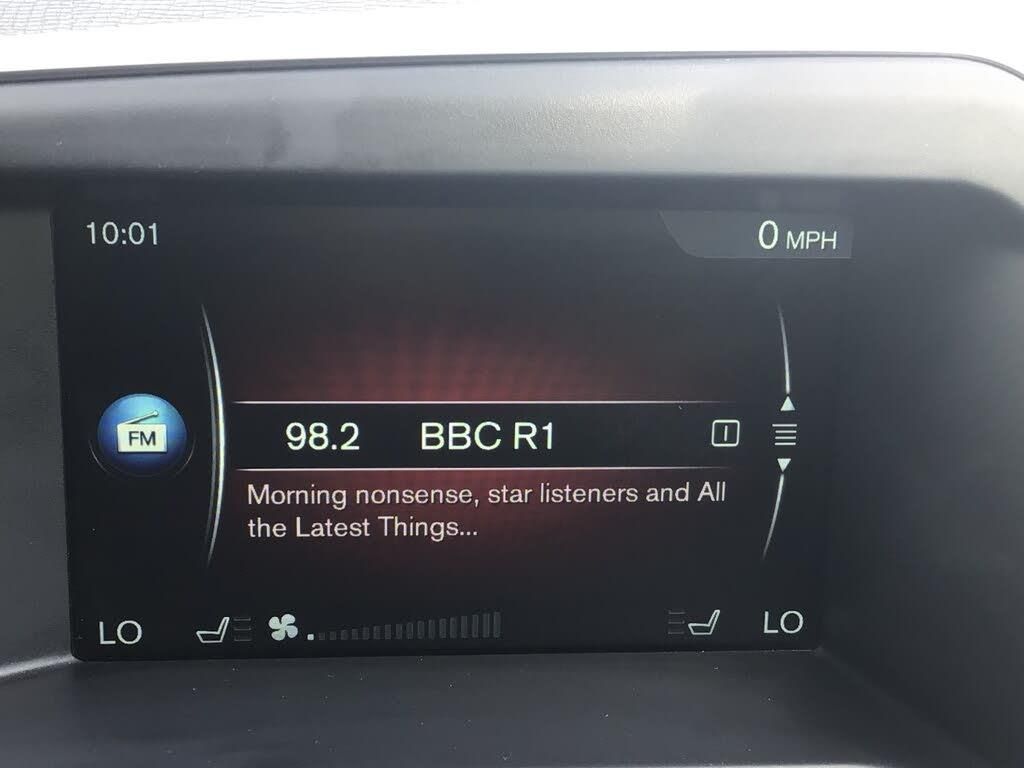 10:01
0 MPH
FM
98.2 BBC R1
Morning nonsense, star listeners and All
the Latest Things...
LO
LO